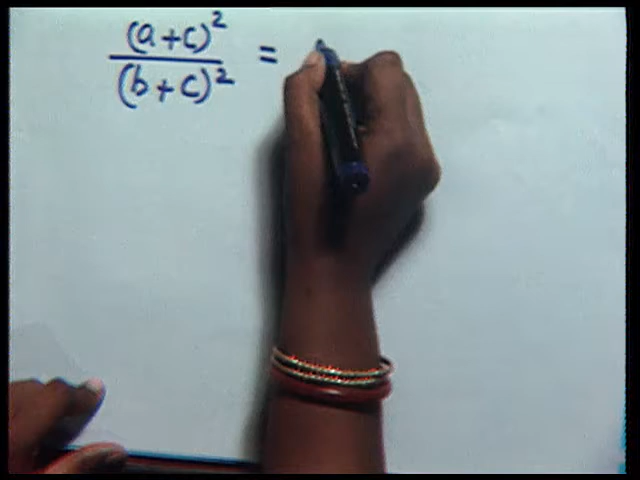 (a+c)² / (b+c)² =